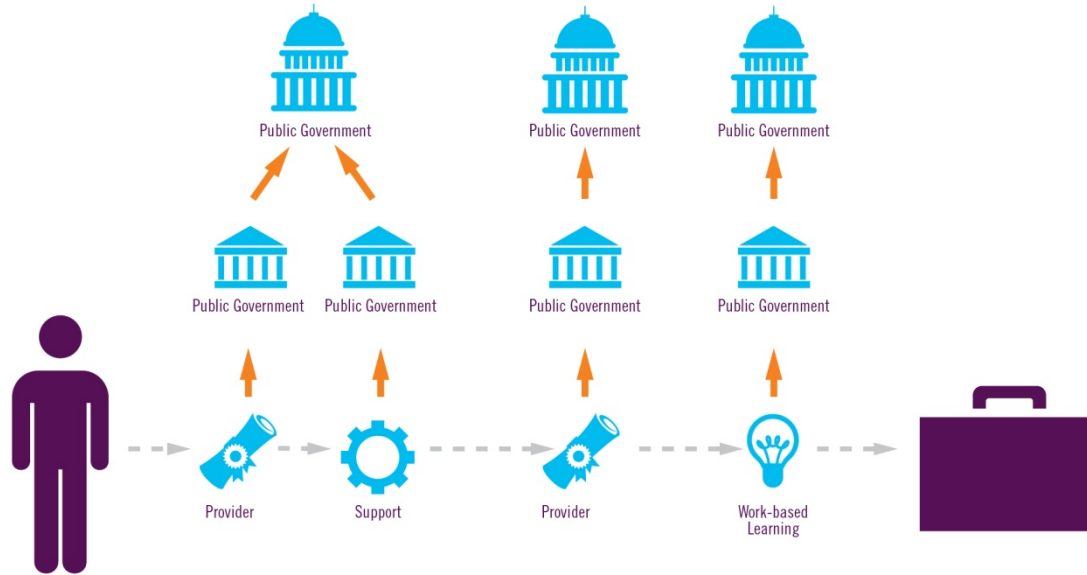 Public Government
Public Government
Public Government
Public Government
Public Government
Public Government
Public Government
Provider
Support
Provider
Work-based
Learning